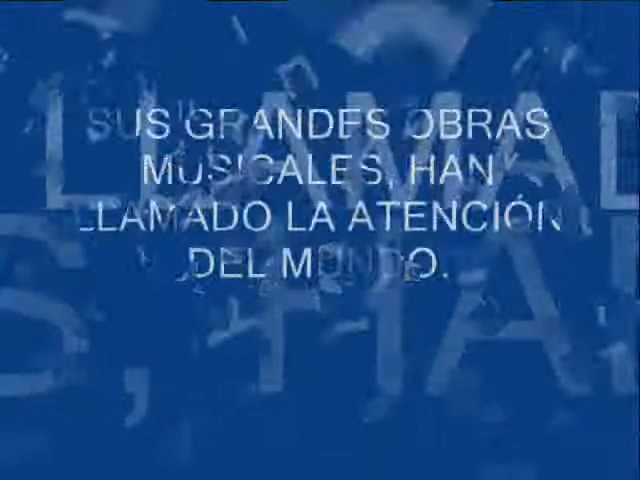 SUS GRANDES OBRAS
MUSICALES, HAN
LLAMADO LA ATENCIÓN
DEL MUNDO.